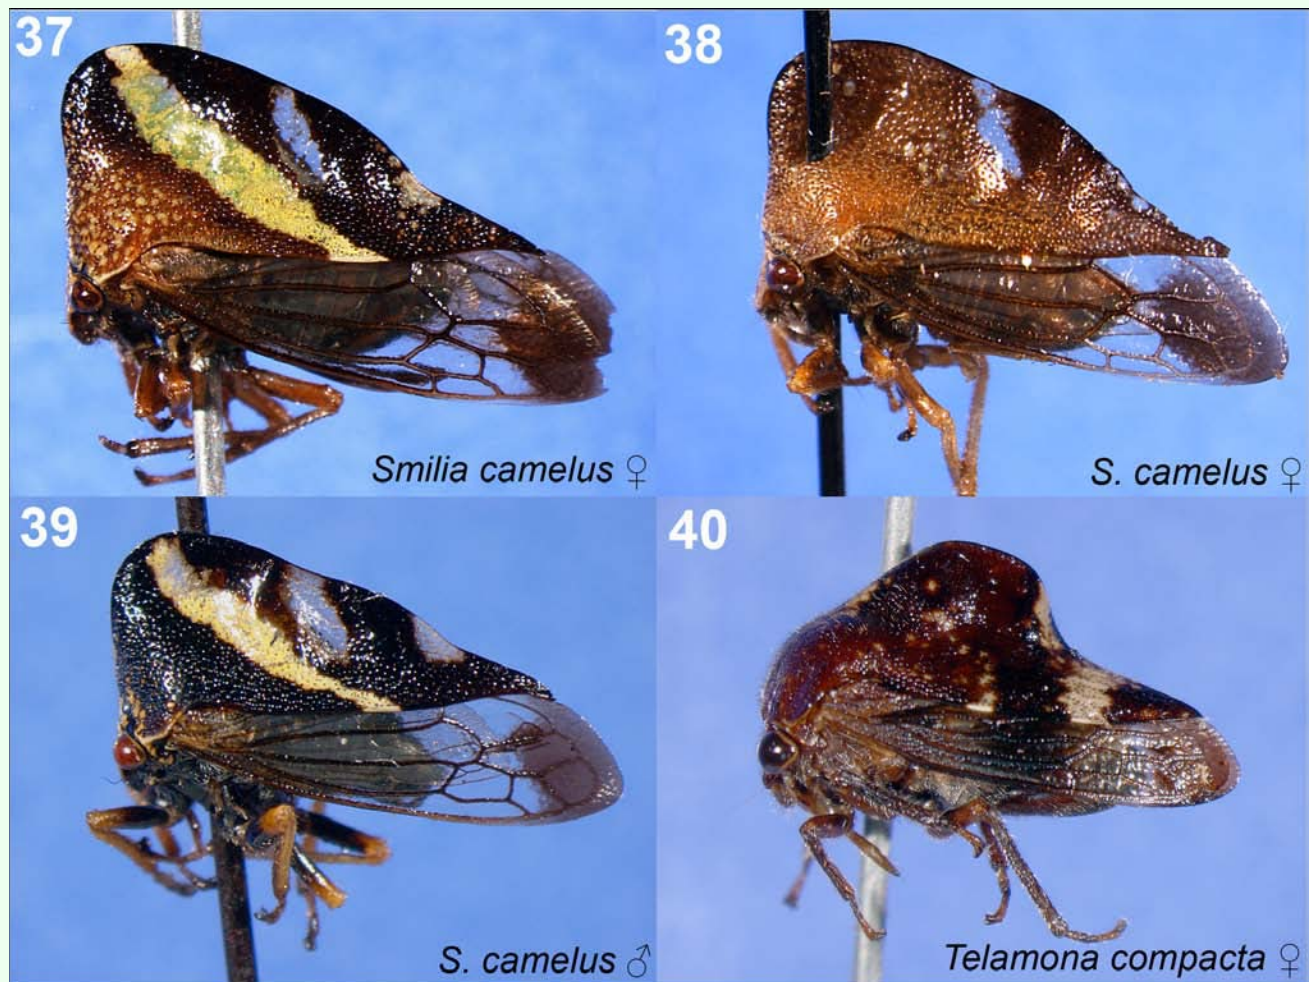 37
38
Smilia camelus ♀
S. camelus ♀
39
40
S. camelus ♂
Telamona compacta ♀